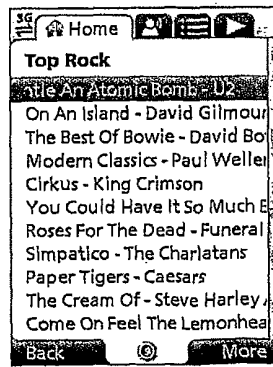 3G
Home
Top Rock
ntle An Atomic Bomb - U2
On An Island - David Gilmour
The Best Of Bowie - David Bo
Modern Classics - Paul Weller
Cirkus - King Crimson
You Could Have It So Much B
Roses For The Dead - Funeral
Simpatico - The Charlatans
Paper Tigers - Caesars
The Cream Of - Steve Harley
Come On Feel The Lemonhea
Back More